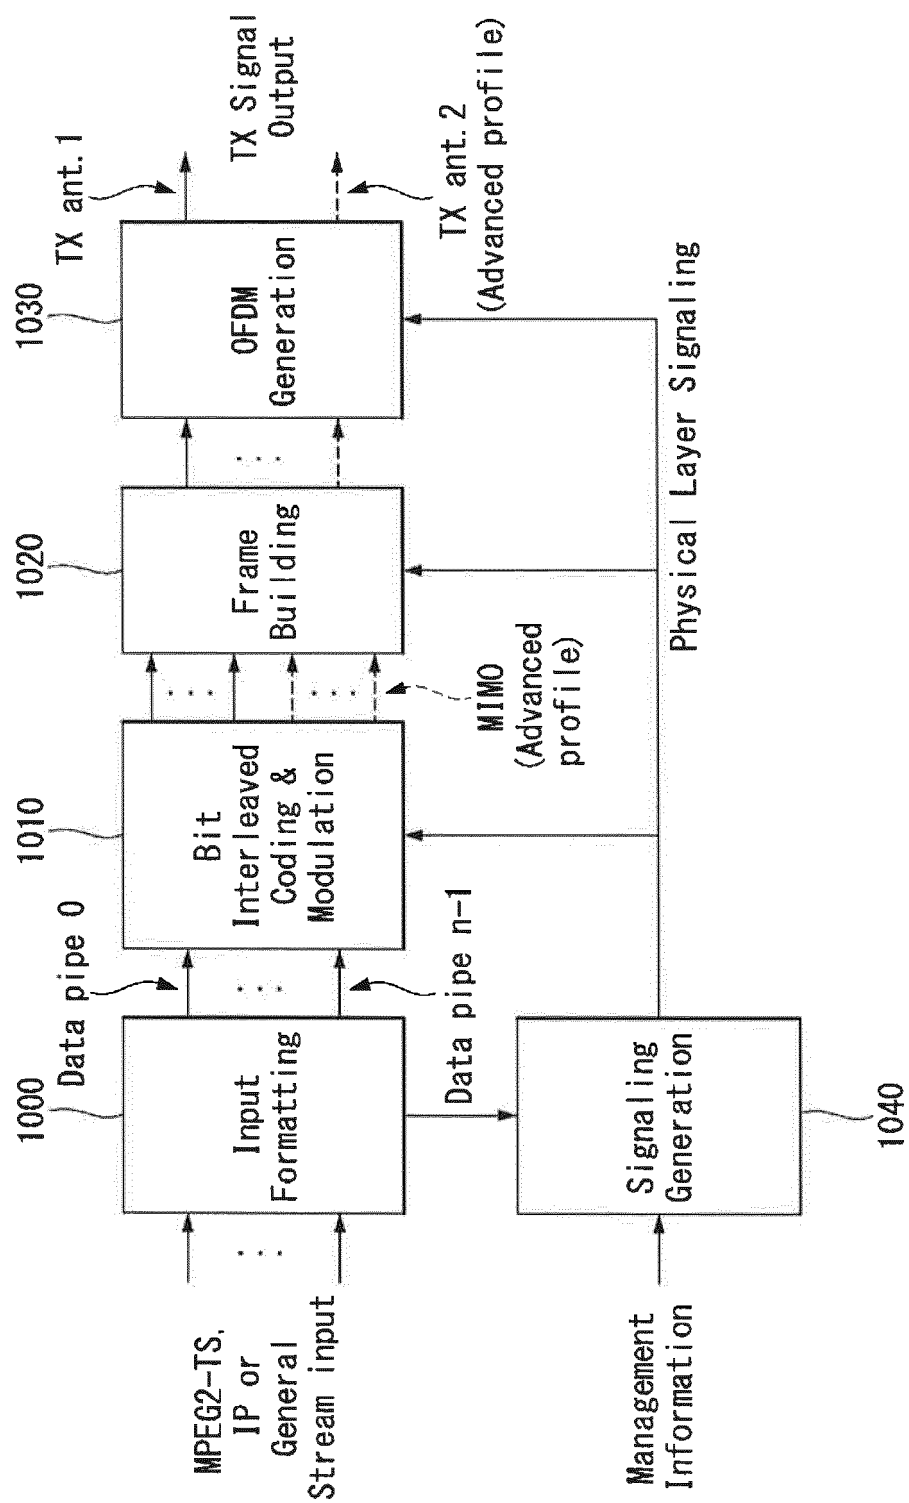 1000
1010
1020
1030
Data pipe 0
TX ant.1
MPEG2-TS,
IP or
General
Stream input
Input
Formatting
Bit
Interleaved
Coding &
Modulation
Frame
Building
OFDM
Generation
TX Signal
Output
Data pipe n-1
MIMO
(Advanced
profile)
TX ant.2
(Advanced profile)
Management
Information
Signaling
Generation
Physical Layer Signaling
1040